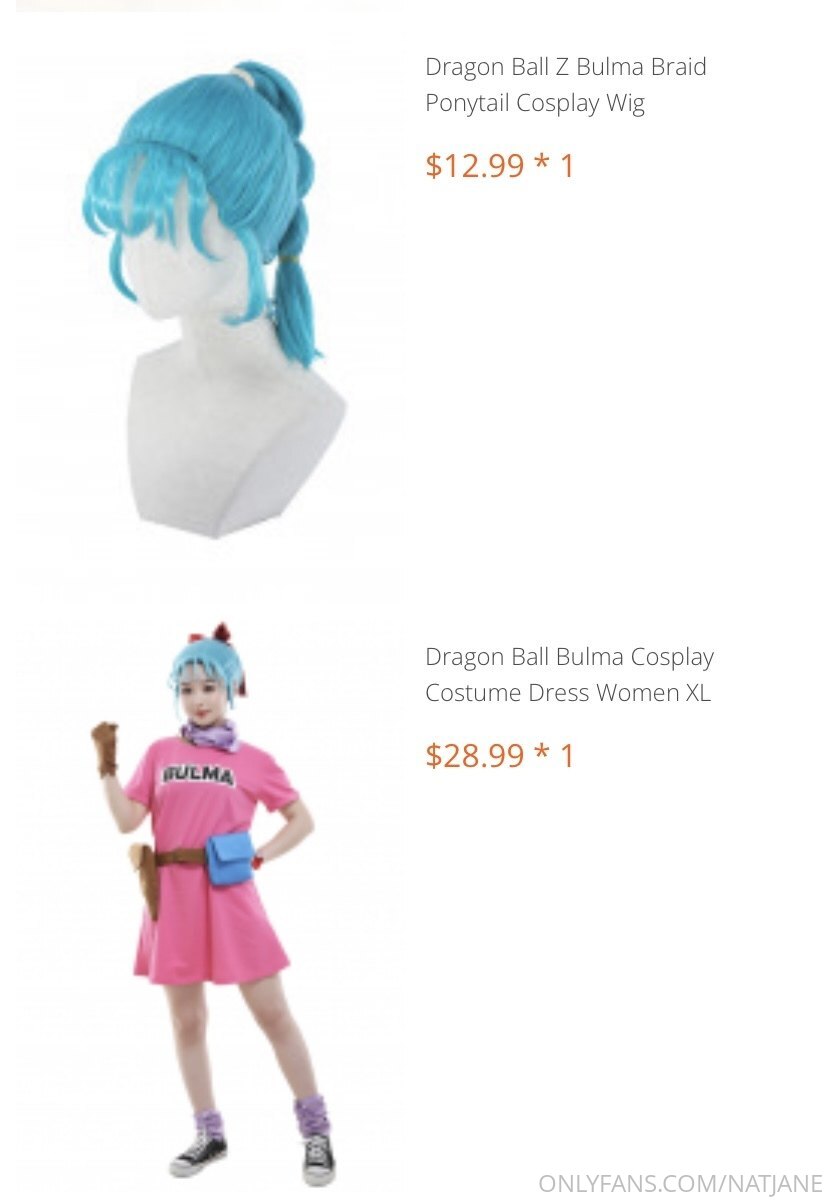 Dragon Ball Z Bulma Braid
Ponytail Cosplay Wig
$12.99 * 1
BULMA
Dragon Ball Bulma Cosplay
Costume Dress Women XL
$28.99 * 1
ONLYFANS.COM/NATJANE